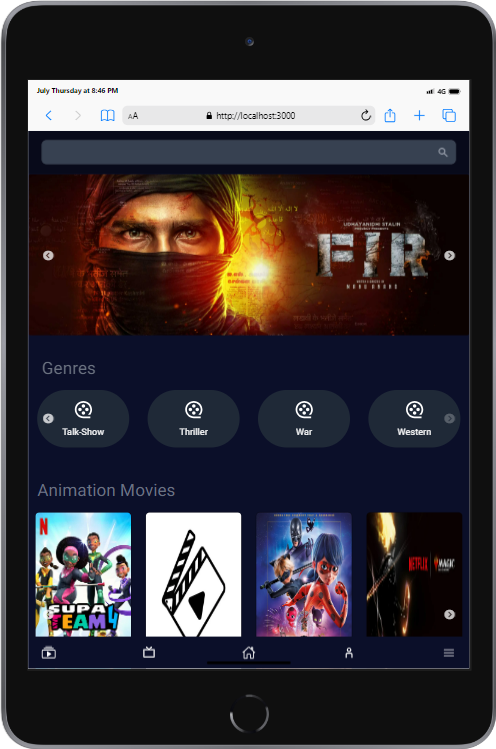 July Thursday at 8:46 PM
4G
AA
http://localhost:3000
UDHAYANIDHI STALIN
FIR
Genres
Talk-Show
Thriller
War
Western
Animation Movies
N
SUPA
TEAM 4
NETFLIX
MAGIC